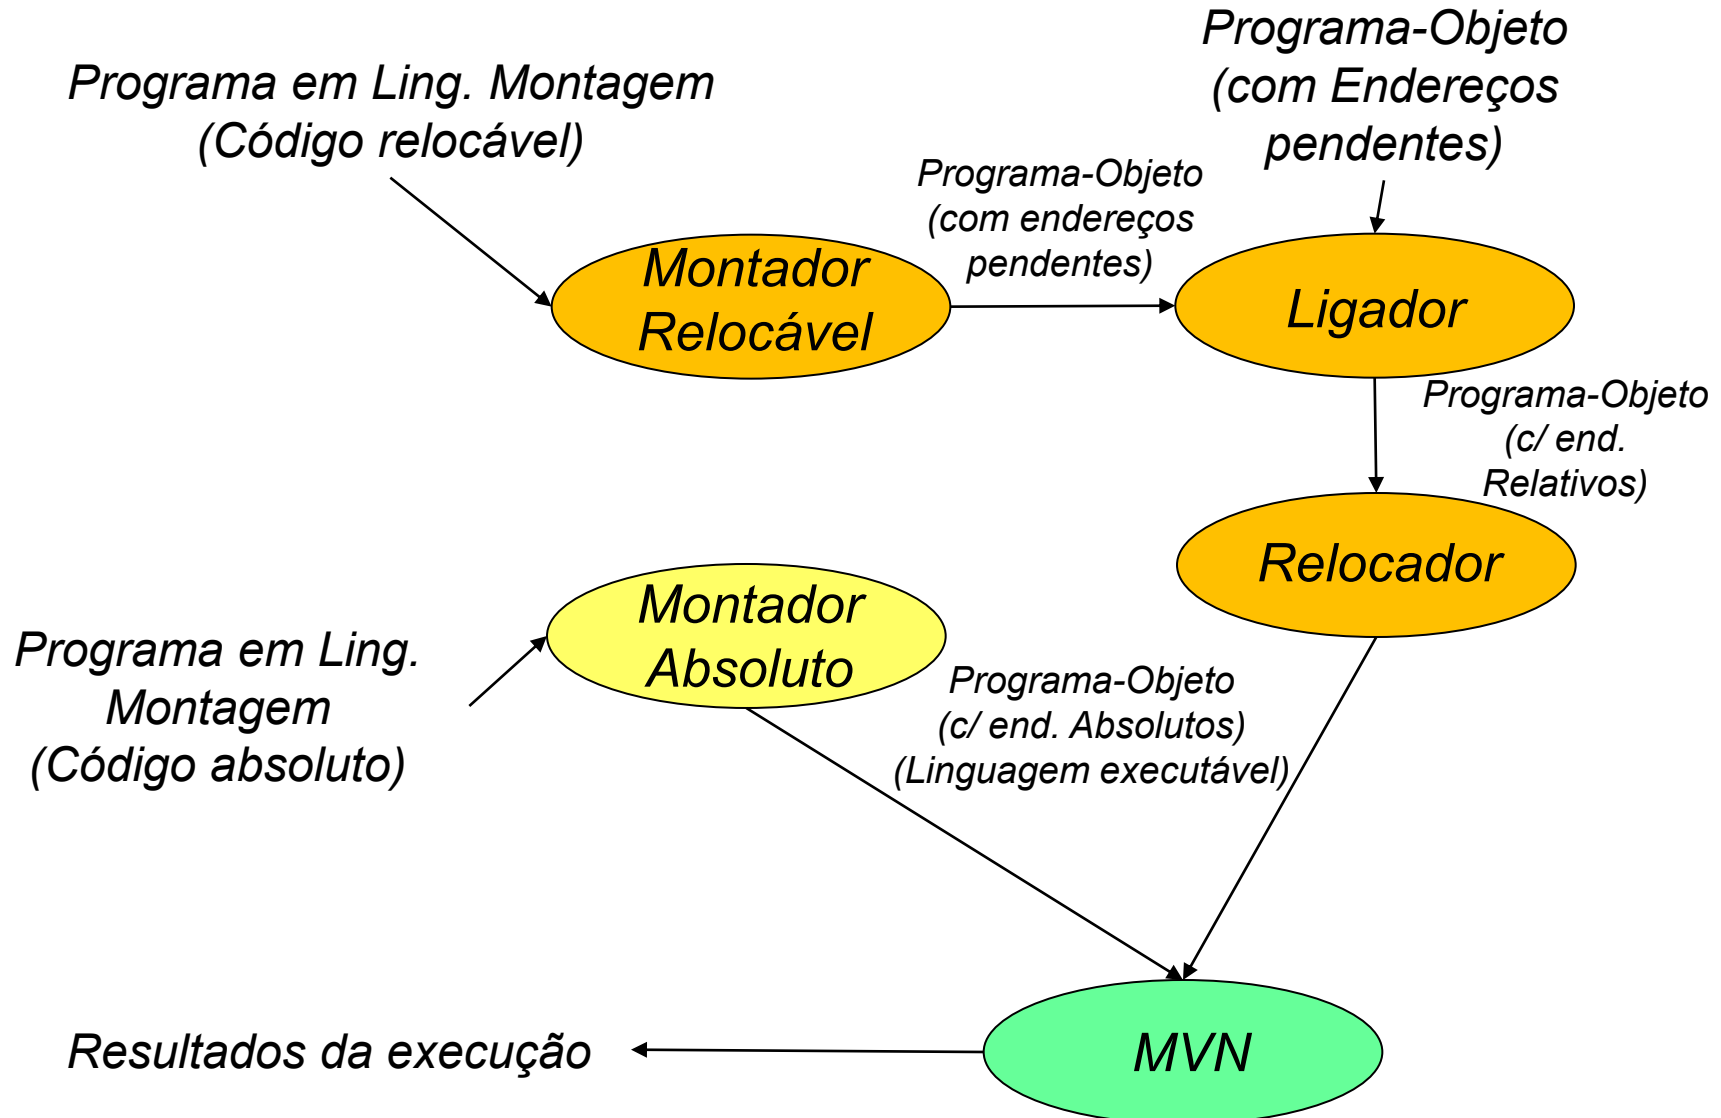 Programa em Ling. Montagem
(Código relocável)
Programa-Objeto
(com Endereços
pendentes)
Programa-Objeto
(com endereços
pendentes)
Montador
Relocável
Ligador
Programa-Objeto
(c/ end.
Relativos)
Relocador
Montador
Absoluto
Programa em Ling.
Montagem
(Código absoluto)
Programa-Objeto
(c/ end. Absolutos)
(Linguagem executável)
MVN
Resultados da execução